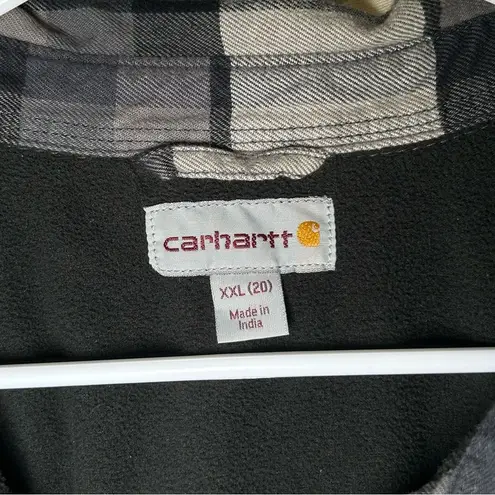 carhartt
XXL (20)
Made in
India